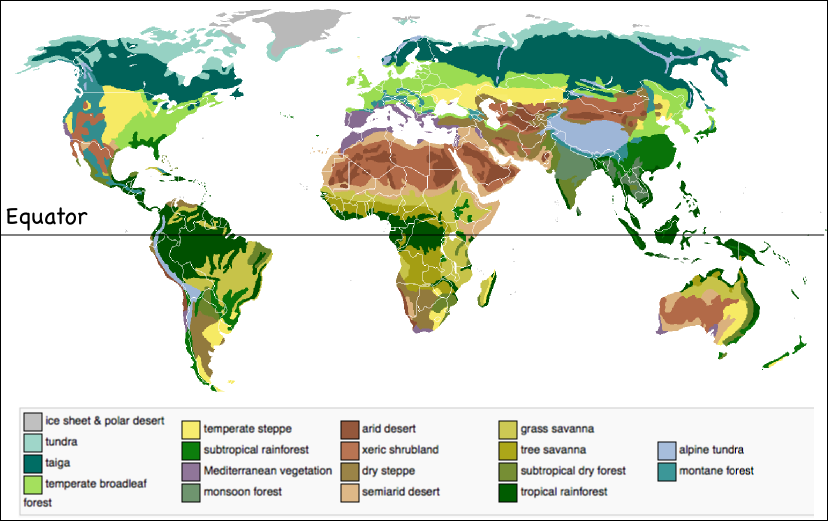 Equator
ice sheet & polar desert
tundra
taiga
temperate broadleaf
forest
temperate steppe
subtropical rainforest
Mediterranean vegetation
monsoon forest
arid desert
xeric shrubland
dry steppe
semiarid desert
grass savanna
tree savanna
subtropical dry forest
tropical rainforest
alpine tundra
montane forest